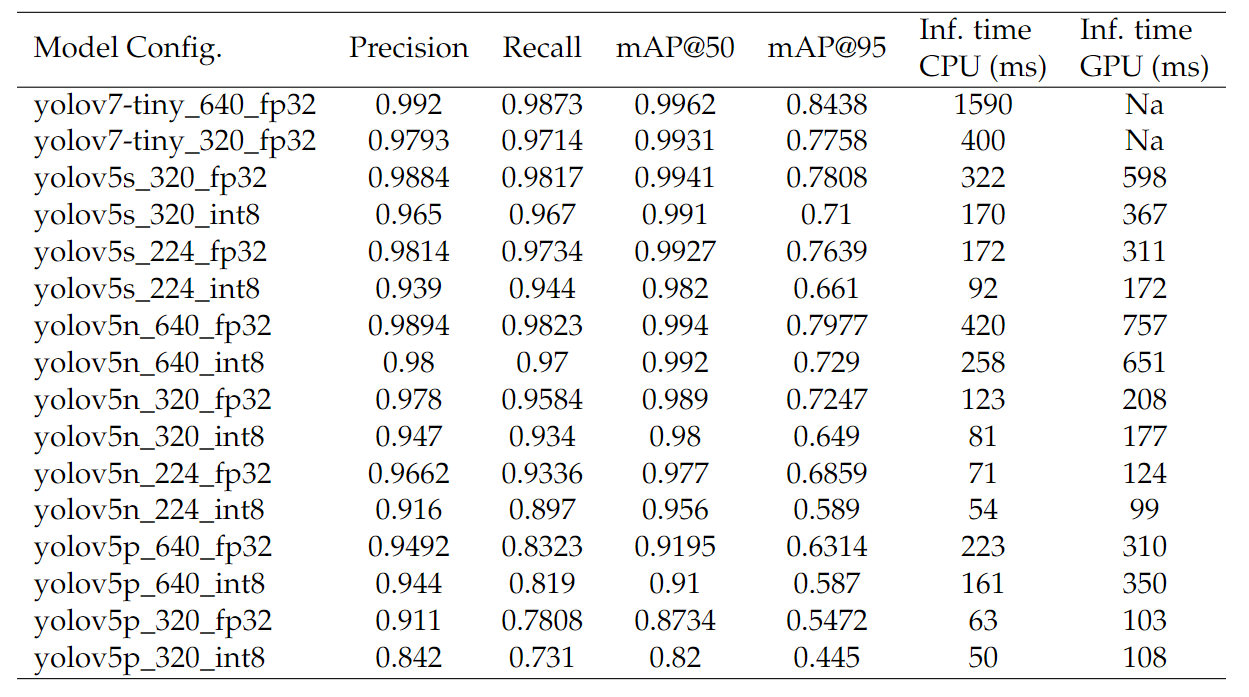 Model Config. Precision Recall mAP@50 mAP@95 Inf. time CPU (ms) Inf. time GPU (ms)
yolov7-tiny_640_fp32 0.992 0.9873 0.9962 0.8438 1590 Na
yolov7-tiny_320_fp32 0.9793 0.9714 0.9931 0.7758 400 Na
yolov5s_320_fp32 0.9884 0.9817 0.9941 0.7808 322 598
yolov5s_320_int8 0.965 0.967 0.991 0.71 170 367
yolov5s_224_fp32 0.9814 0.9734 0.9927 0.7639 172 311
yolov5s_224_int8 0.939 0.944 0.982 0.661 92 172
yolov5n_640_fp32 0.9894 0.9823 0.994 0.7977 420 757
yolov5n_640_int8 0.98 0.97 0.992 0.729 258 651
yolov5n_320_fp32 0.978 0.9584 0.989 0.7247 123 208
yolov5n_320_int8 0.947 0.934 0.98 0.649 81 177
yolov5n_224_fp32 0.9662 0.9336 0.977 0.6859 71 124
yolov5n_224_int8 0.916 0.897 0.956 0.589 54 99
yolov5p_640_fp32 0.9492 0.8323 0.9195 0.6314 223 310
yolov5p_640_int8 0.944 0.819 0.91 0.587 161 350
yolov5p_320_fp32 0.911 0.7808 0.8734 0.5472 63 103
yolov5p_320_int8 0.842 0.731 0.82 0.445 50 108